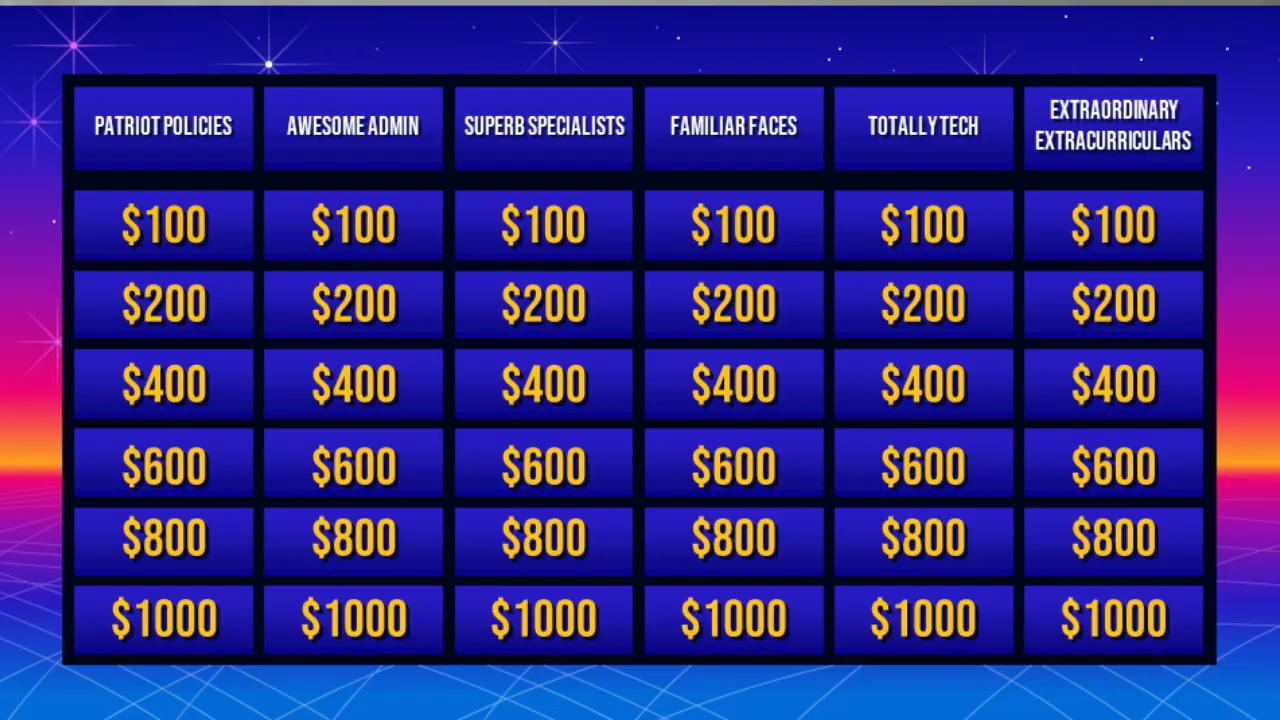 PATRIOT POLICIES AWESOME ADMIN SUPERB SPECIALISTS FAMILIAR FACES TOTALLY TECH EXTRAORDINARY
EXTRACURRICULARS
$100 $100 $100 $100 $100 $100
$200 $200 $200 $200 $200 $200
$400 $400 $400 $400 $400 $400
$600 $600 $600 $600 $600 $600
$800 $800 $800 $800 $800 $800
$1000 $1000 $1000 $1000 $1000 $1000